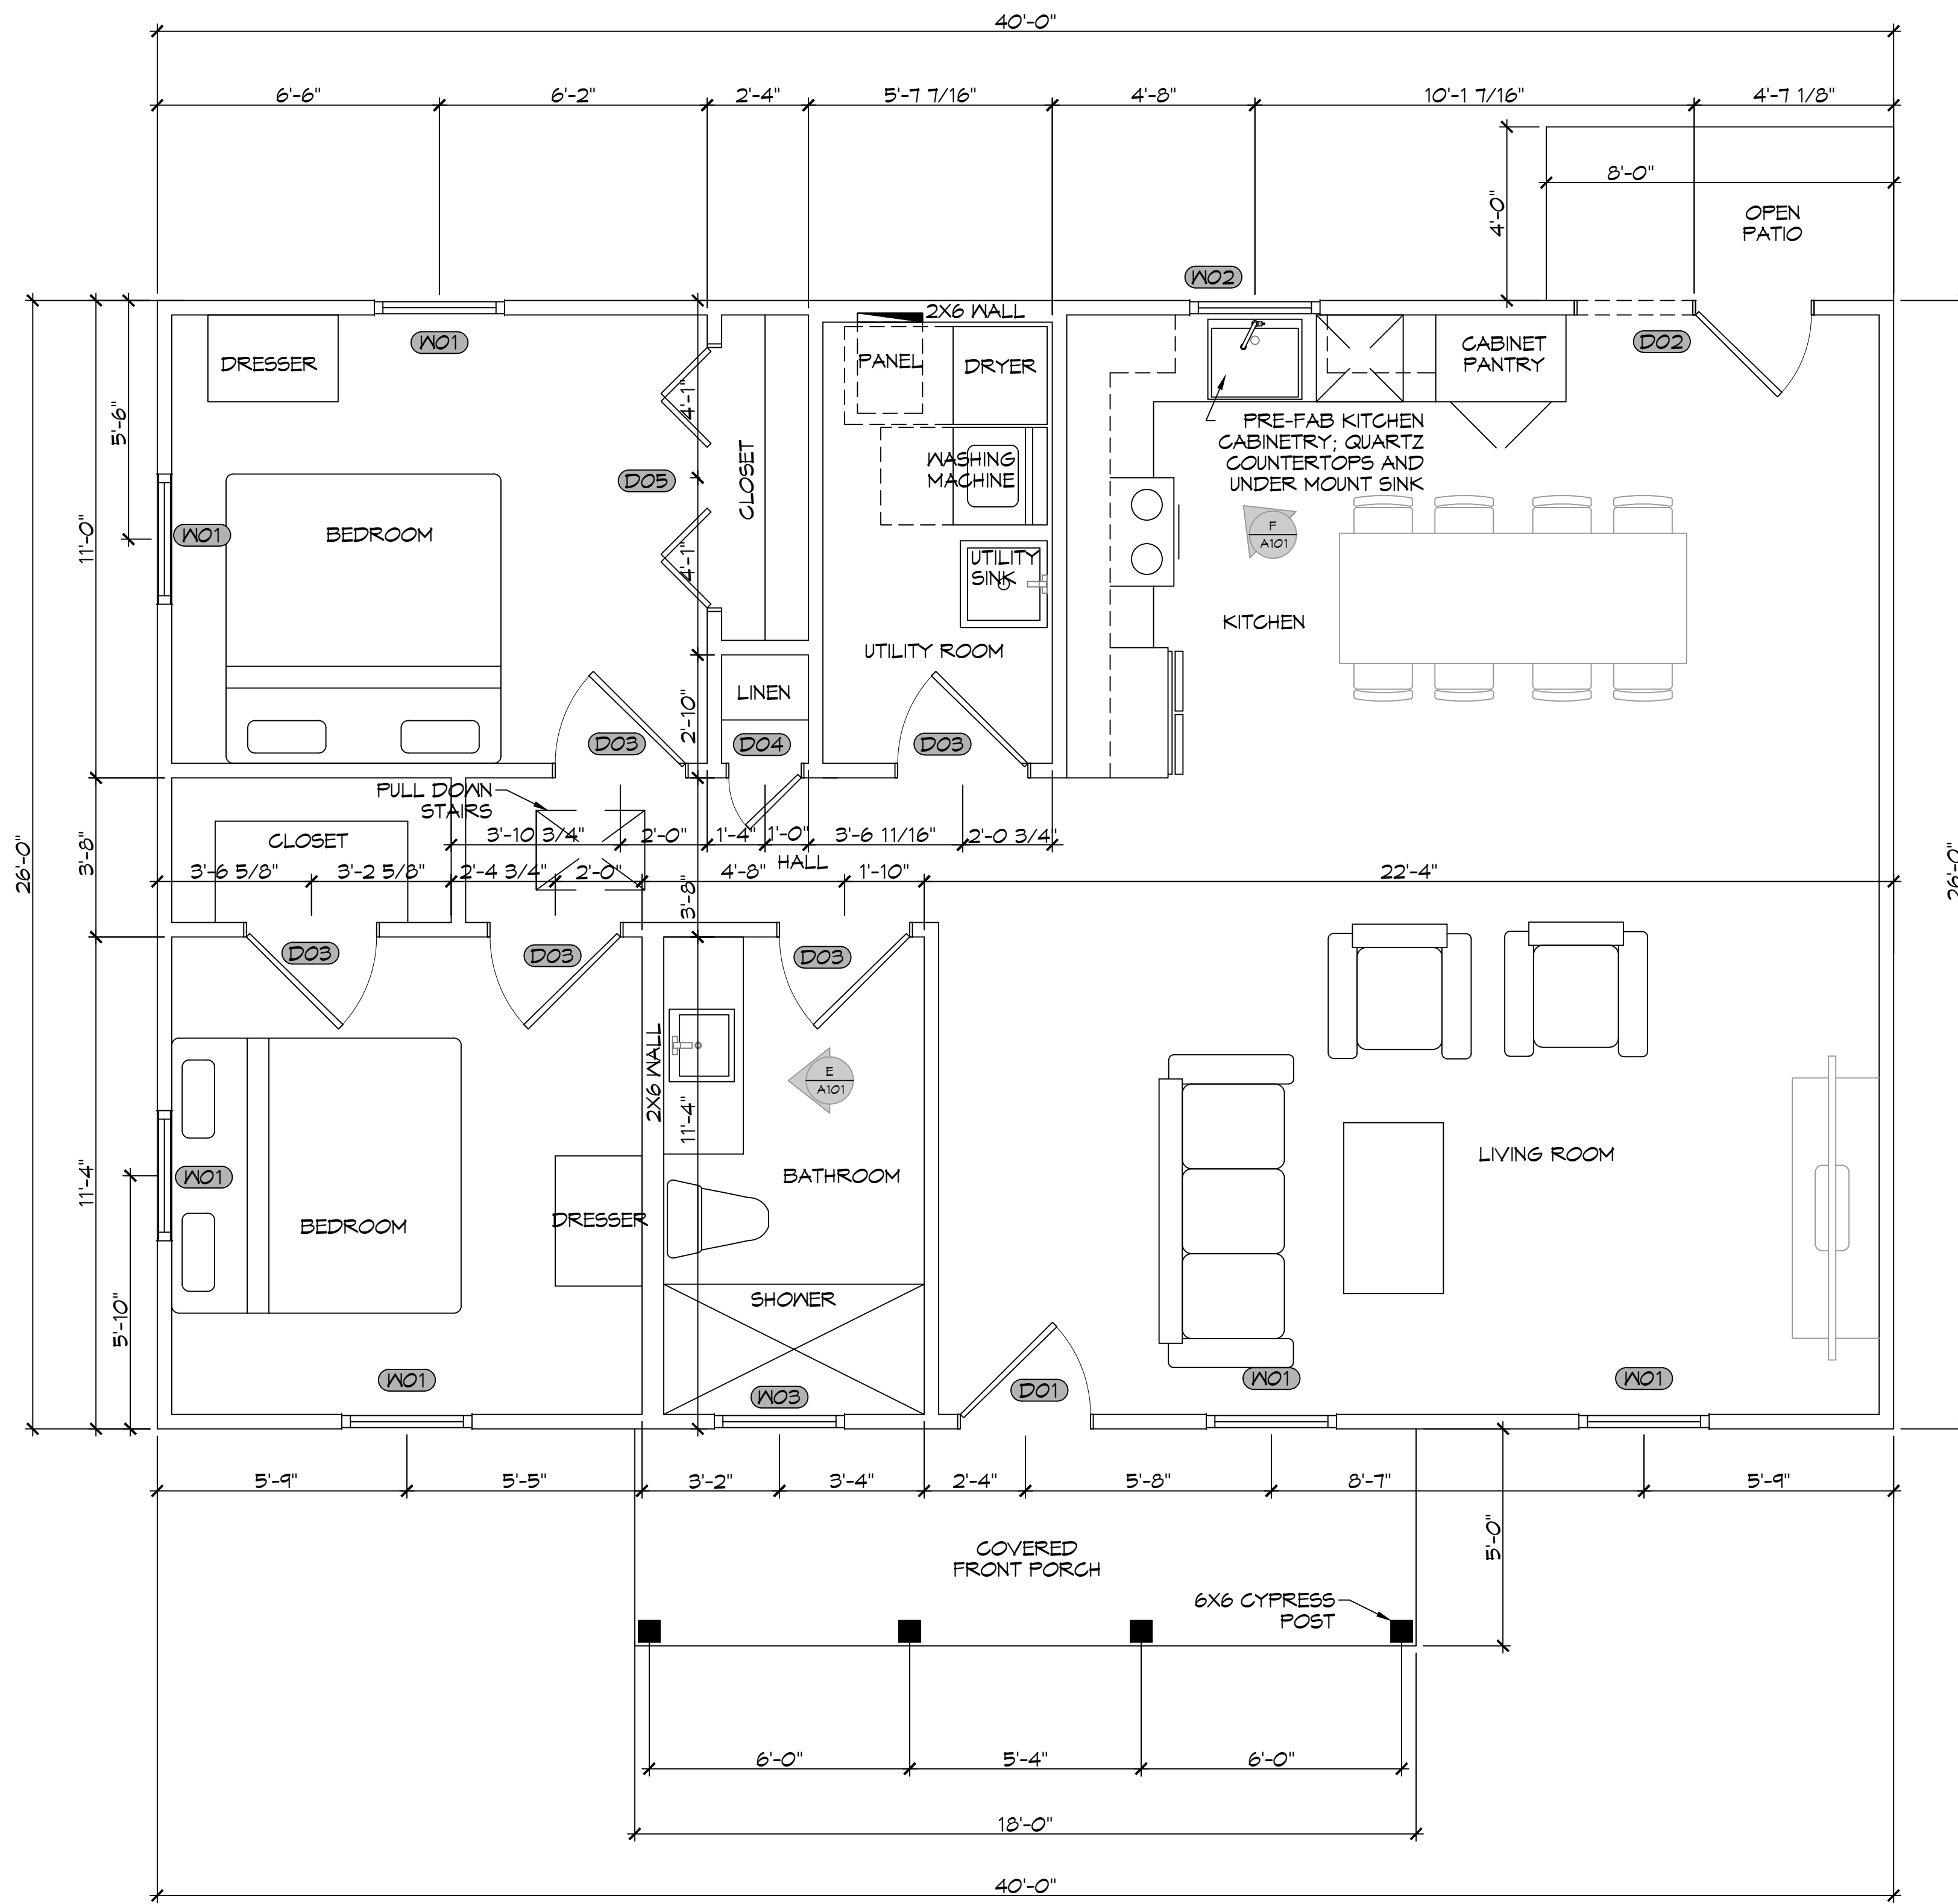 40'-0"
6'-6"
6'-2"
2'-4"
5'-7 7/16"
4'-8"
10'-1 7/16"
4'-7 1/8"
8'-0"
4'-0"
OPEN
PATIO
W02
2X6 WALL
W01
D02
DRESSER
PANEL
DRYER
CABINET
PANTRY
5'-6"
4'-1"
PRE-FAB KITCHEN
CABINETRY; QUARTZ
COUNTERTOPS AND
UNDER MOUNT SINK
WASHING
MACHINE
D05
CLOSET
W01
BEDROOM
11'-0"
4'-1"
UTILITY
SINK
F
A101
KITCHEN
UTILITY ROOM
LINEN
2'-10"
D03
D04
D03
PULL DOWN
STAIRS
CLOSET
3'-10 3/4"
2'-0"
1'-4"
1'-0"
3'-6 11/16"
2'-0 3/4"
HALL
26'-0"
3'-8"
26'-0"
3'-6 5/8"
3'-2 5/8"
2'-4 3/4"
2'-0"
4'-8"
1'-10"
22'-4"
3'-8"
D03
D03
D03
2X6 WALL
E
A101
11'-4"
LIVING ROOM
11'-4"
W01
BATHROOM
BEDROOM
DRESSER
5'-10"
SHOWER
W01
W03
D01
W01
W01
5'-9"
5'-5"
3'-2"
3'-4"
2'-4"
5'-8"
8'-7"
5'-9"
5'-0"
COVERED
FRONT PORCH
6X6 CYPRESS
POST
6'-0"
5'-4"
6'-0"
18'-0"
40'-0"